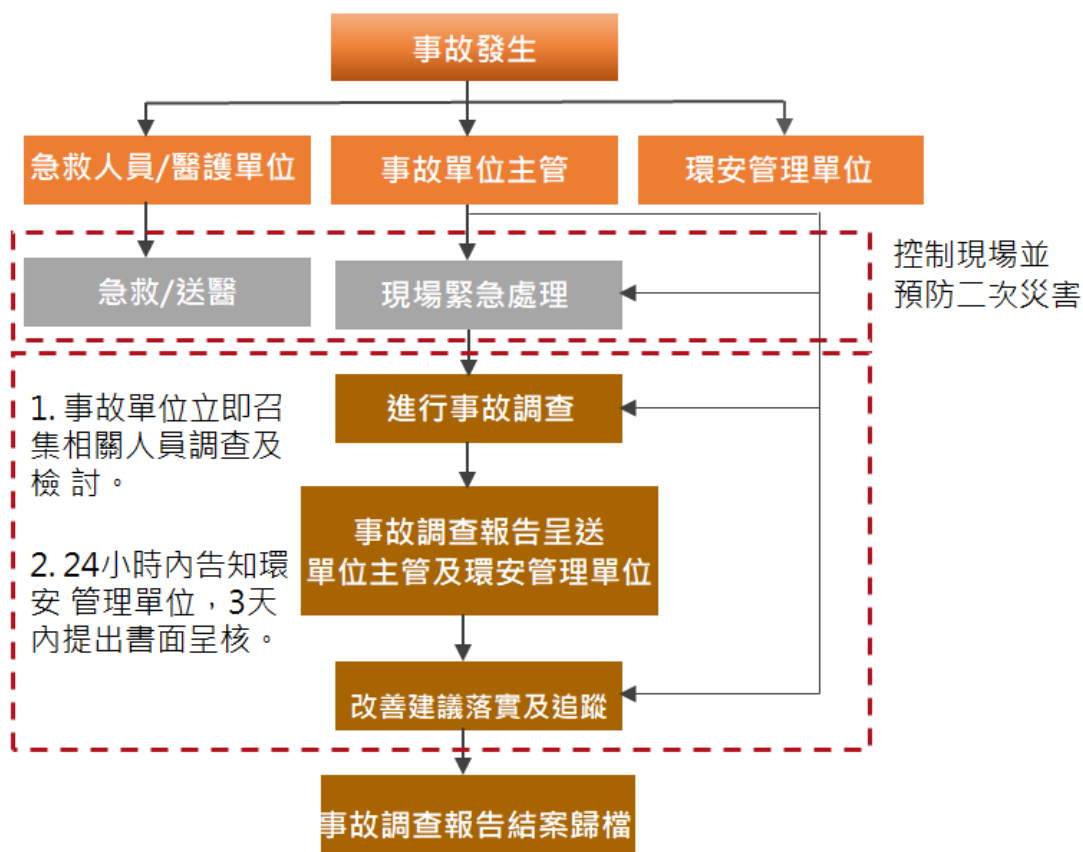 事故發生
急救人員/醫護單位
事故單位主管
環安管理單位
急救/送醫
現場緊急處理
控制現場並
預防二次災害
1. 事故單位立即召
集相關人員調查及
檢 討。
2. 24小時內告知環
安 管理單位，3天
內提出書面呈核。
進行事故調查
事故調查報告呈送
單位主管及環安管理單位
改善建議落實及追蹤
事故調查報告結案歸檔